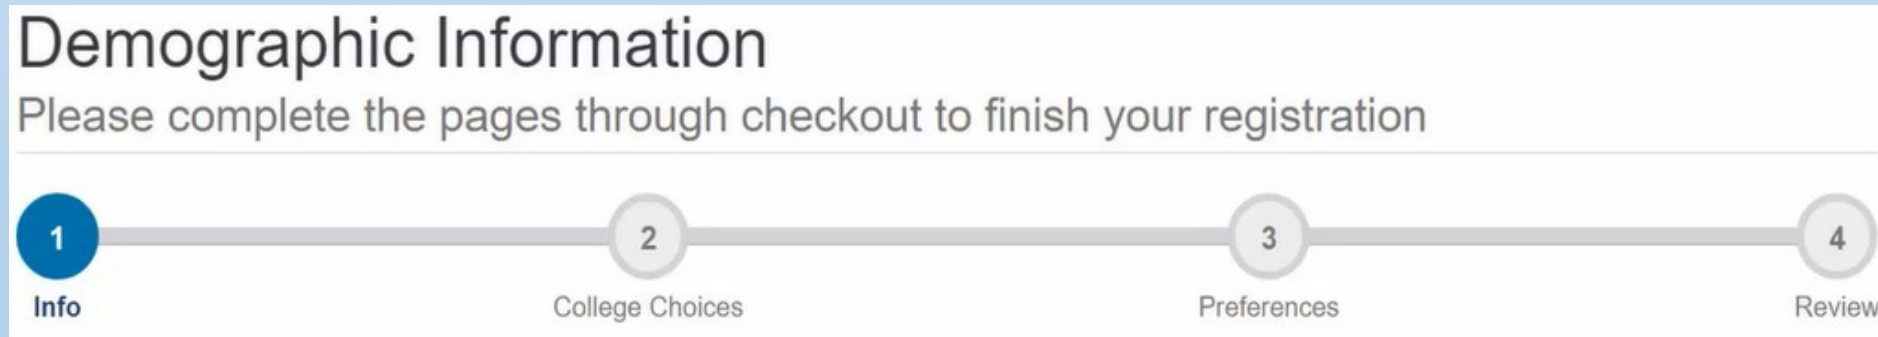 Demographic Information
Please complete the pages through checkout to finish your registration
1 2 3 4
Info College Choices Preferences Review